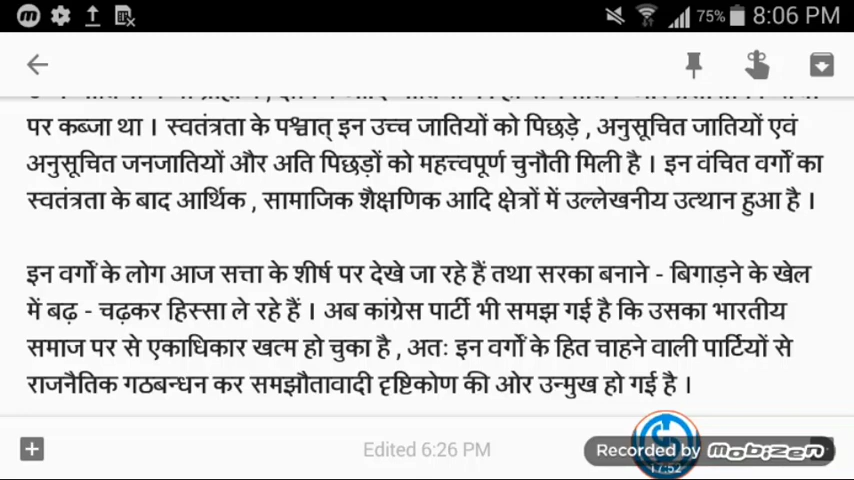 75% 8:06 PM
पर कब्जा था । स्वतंत्रता के पश्चात् इन उच्च जातियों को पिछड़े , अनुसूचित जातियों एवं
अनुसूचित जनजातियों और अति पिछड़ों को महत्त्वपूर्ण चुनौती मिली है । इन वंचित वर्गों का
स्वतंत्रता के बाद आर्थिक , सामाजिक शैक्षणिक आदि क्षेत्रों में उल्लेखनीय उत्थान हुआ है ।
इन वर्गों के लोग आज सत्ता के शीर्ष पर देखे जा रहे हैं तथा सरका बनाने - बिगाड़ने के खेल
में बढ़ - चढ़कर हिस्सा ले रहे हैं । अब कांग्रेस पार्टी भी समझ गई है कि उसका भारतीय
समाज पर से एकाधिकार खत्म हो चुका है , अतः इन वर्गों के हित चाहने वाली पार्टियों से
राजनैतिक गठबन्धन कर समझौतावादी दृष्टिकोण की ओर उन्मुख हो गई है ।
Edited 6:26 PM
Recorded by mobizen
17:52